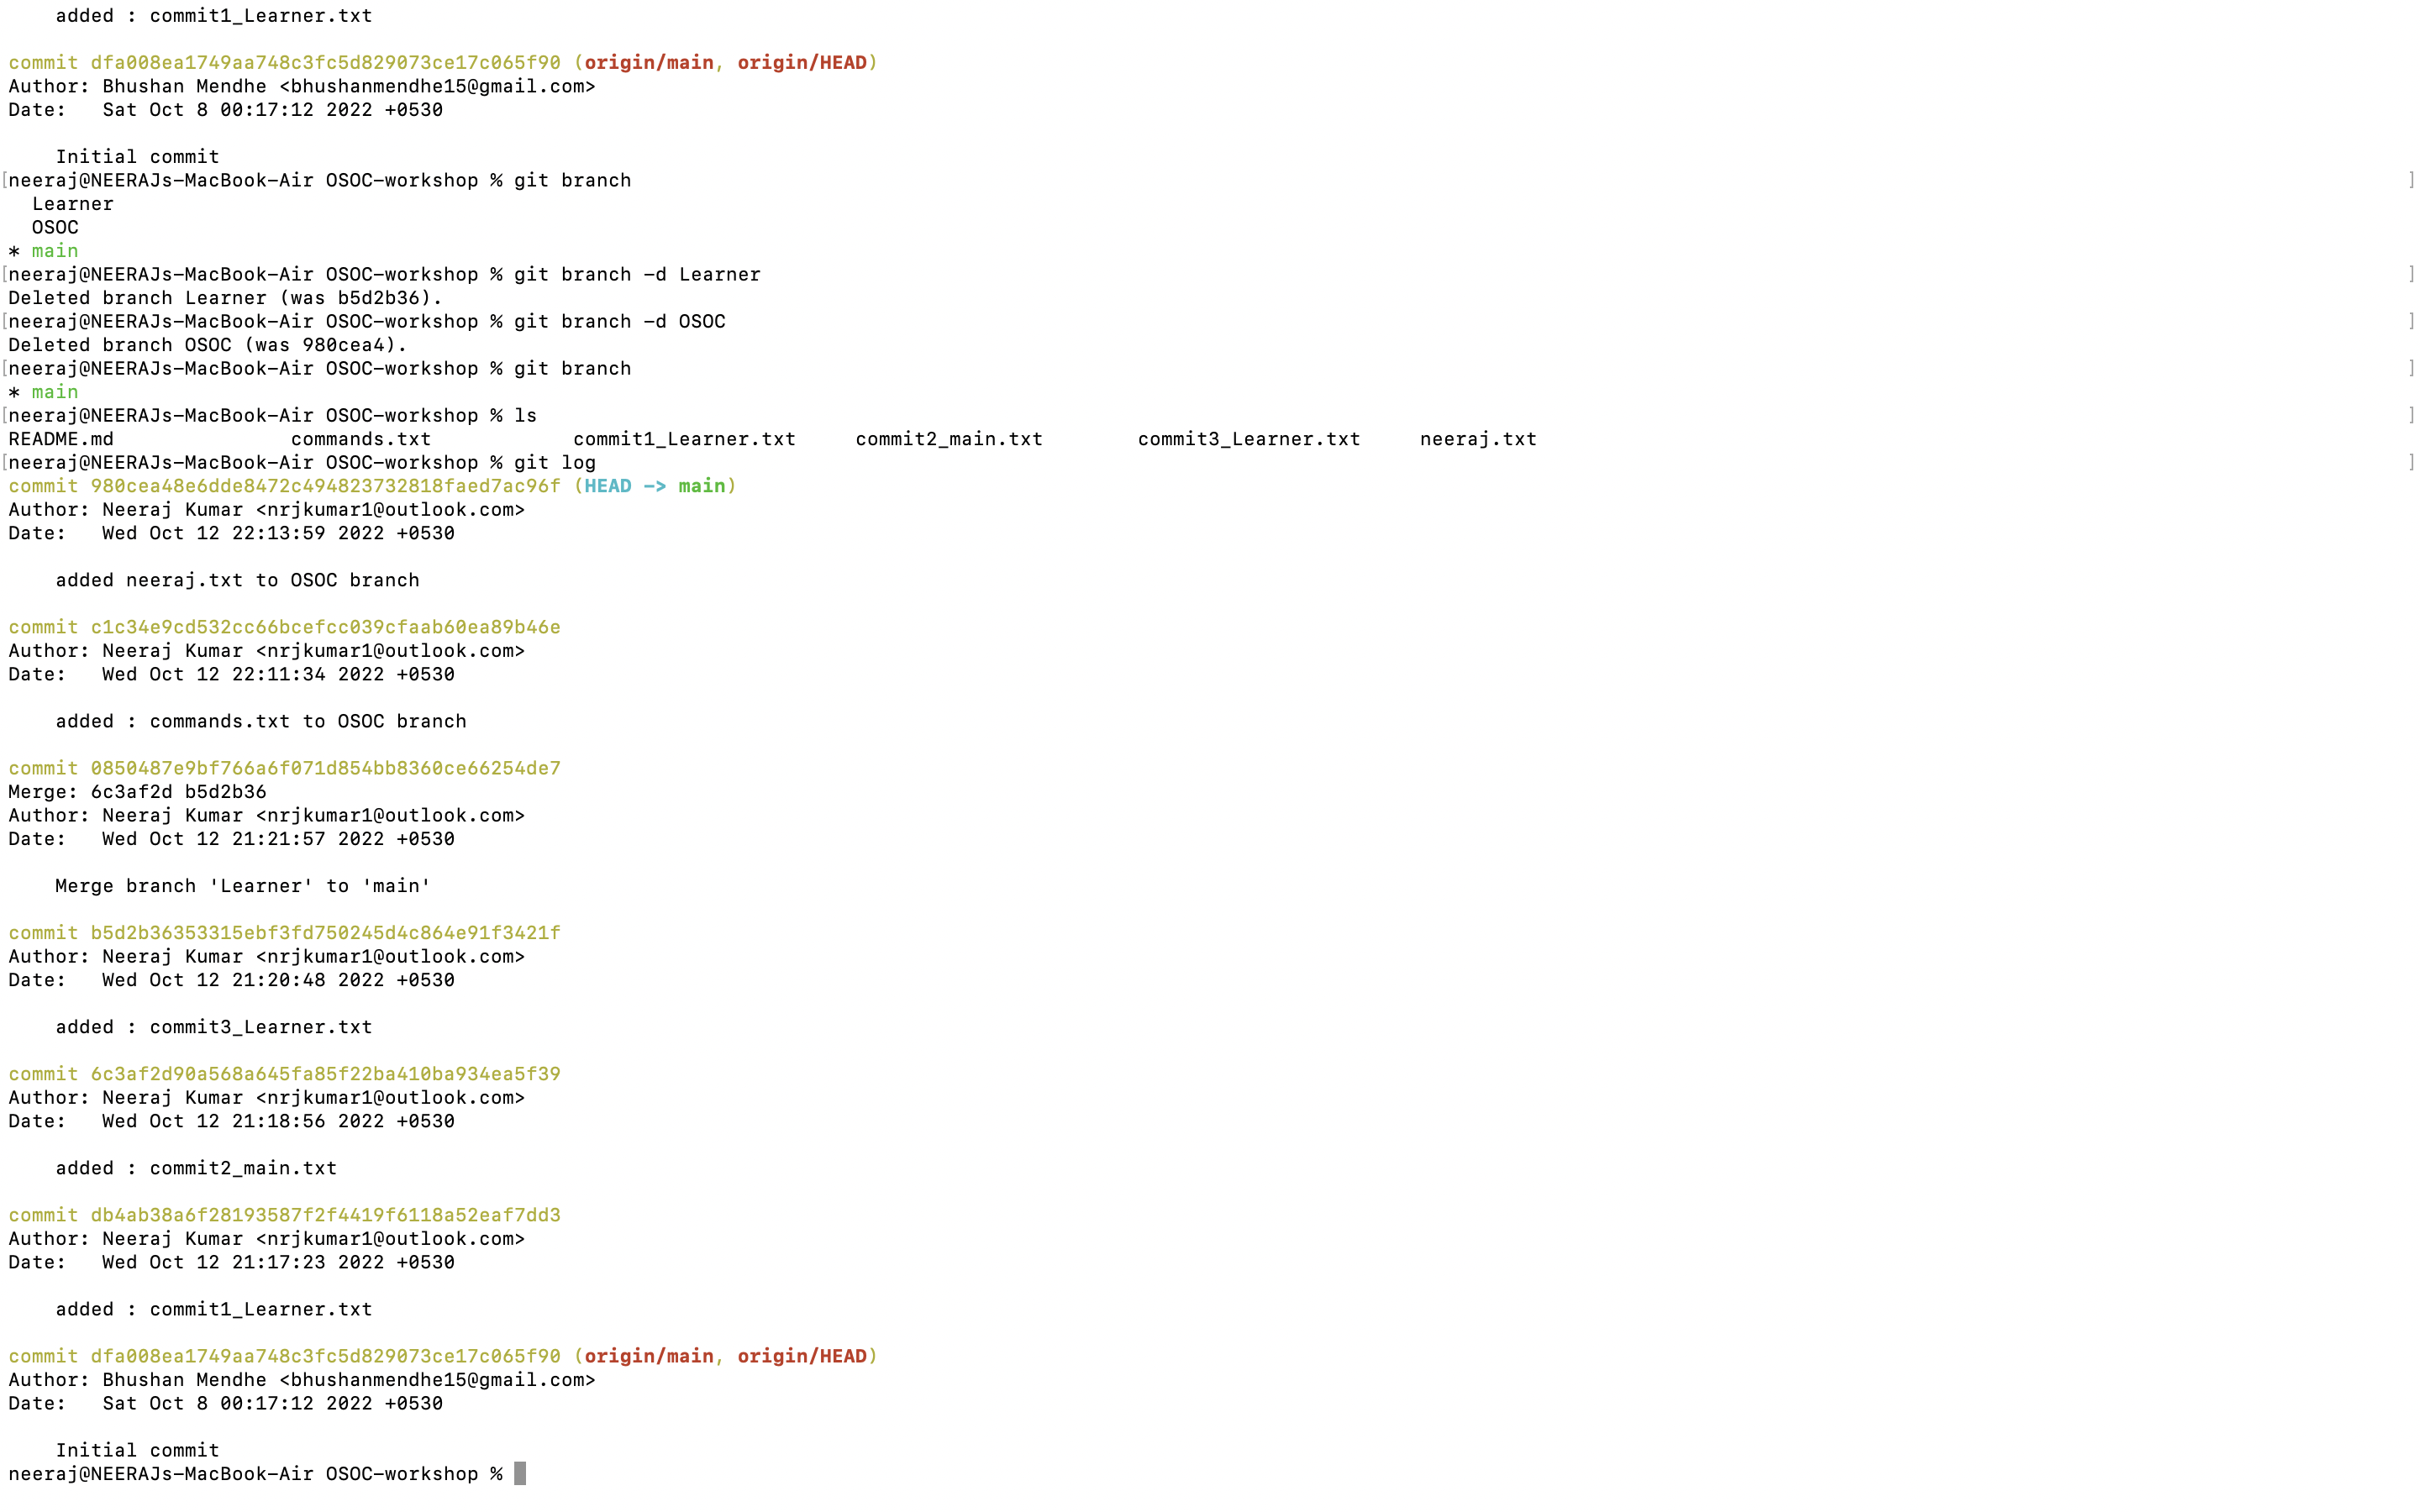 added : commit1_Learner.txt

commit dfa008ea1749aa748c3fc5d829073ce17c065f90 (origin/main, origin/HEAD)
Author: Bhushan Mendhe <bhushanmendhe15@gmail.com>
Date:   Sat Oct 8 00:17:12 2022 +0530

    Initial commit
[neeraj@NEERAJs-MacBook-Air OSOC-workshop % git branch ]
  Learner
  OSOC
* main
[neeraj@NEERAJs-MacBook-Air OSOC-workshop % git branch -d Learner ]
Deleted branch Learner (was b5d2b36).
[neeraj@NEERAJs-MacBook-Air OSOC-workshop % git branch -d OSOC ]
Deleted branch OSOC (was 980cea4).
[neeraj@NEERAJs-MacBook-Air OSOC-workshop % git branch ]
* main
[neeraj@NEERAJs-MacBook-Air OSOC-workshop % ls ]
README.md               commands.txt            commit1_Learner.txt     commit2_main.txt        commit3_Learner.txt     neeraj.txt
[neeraj@NEERAJs-MacBook-Air OSOC-workshop % git log ]
commit 980cea48e6dde8472c494823732818faed7ac96f (HEAD -> main)
Author: Neeraj Kumar <nrjkumar1@outlook.com>
Date:   Wed Oct 12 22:13:59 2022 +0530

    added neeraj.txt to OSOC branch

commit c1c34e9cd532cc66bcefcc039cfaab60ea89b46e
Author: Neeraj Kumar <nrjkumar1@outlook.com>
Date:   Wed Oct 12 22:11:34 2022 +0530

    added : commands.txt to OSOC branch

commit 0850487e9bf766a6f071d854bb8360ce66254de7
Merge: 6c3af2d b5d2b36
Author: Neeraj Kumar <nrjkumar1@outlook.com>
Date:   Wed Oct 12 21:21:57 2022 +0530

    Merge branch 'Learner' to 'main'

commit b5d2b36353315ebf3fd750245d4c864e91f3421f
Author: Neeraj Kumar <nrjkumar1@outlook.com>
Date:   Wed Oct 12 21:20:48 2022 +0530

    added : commit3_Learner.txt

commit 6c3af2d90a568a645fa85f22ba410ba934ea5f39
Author: Neeraj Kumar <nrjkumar1@outlook.com>
Date:   Wed Oct 12 21:18:56 2022 +0530

    added : commit2_main.txt

commit db4ab38a6f28193587f2f4419f6118a52eaf7dd3
Author: Neeraj Kumar <nrjkumar1@outlook.com>
Date:   Wed Oct 12 21:17:23 2022 +0530

    added : commit1_Learner.txt

commit dfa008ea1749aa748c3fc5d829073ce17c065f90 (origin/main, origin/HEAD)
Author: Bhushan Mendhe <bhushanmendhe15@gmail.com>
Date:   Sat Oct 8 00:17:12 2022 +0530

    Initial commit
neeraj@NEERAJs-MacBook-Air OSOC-workshop %